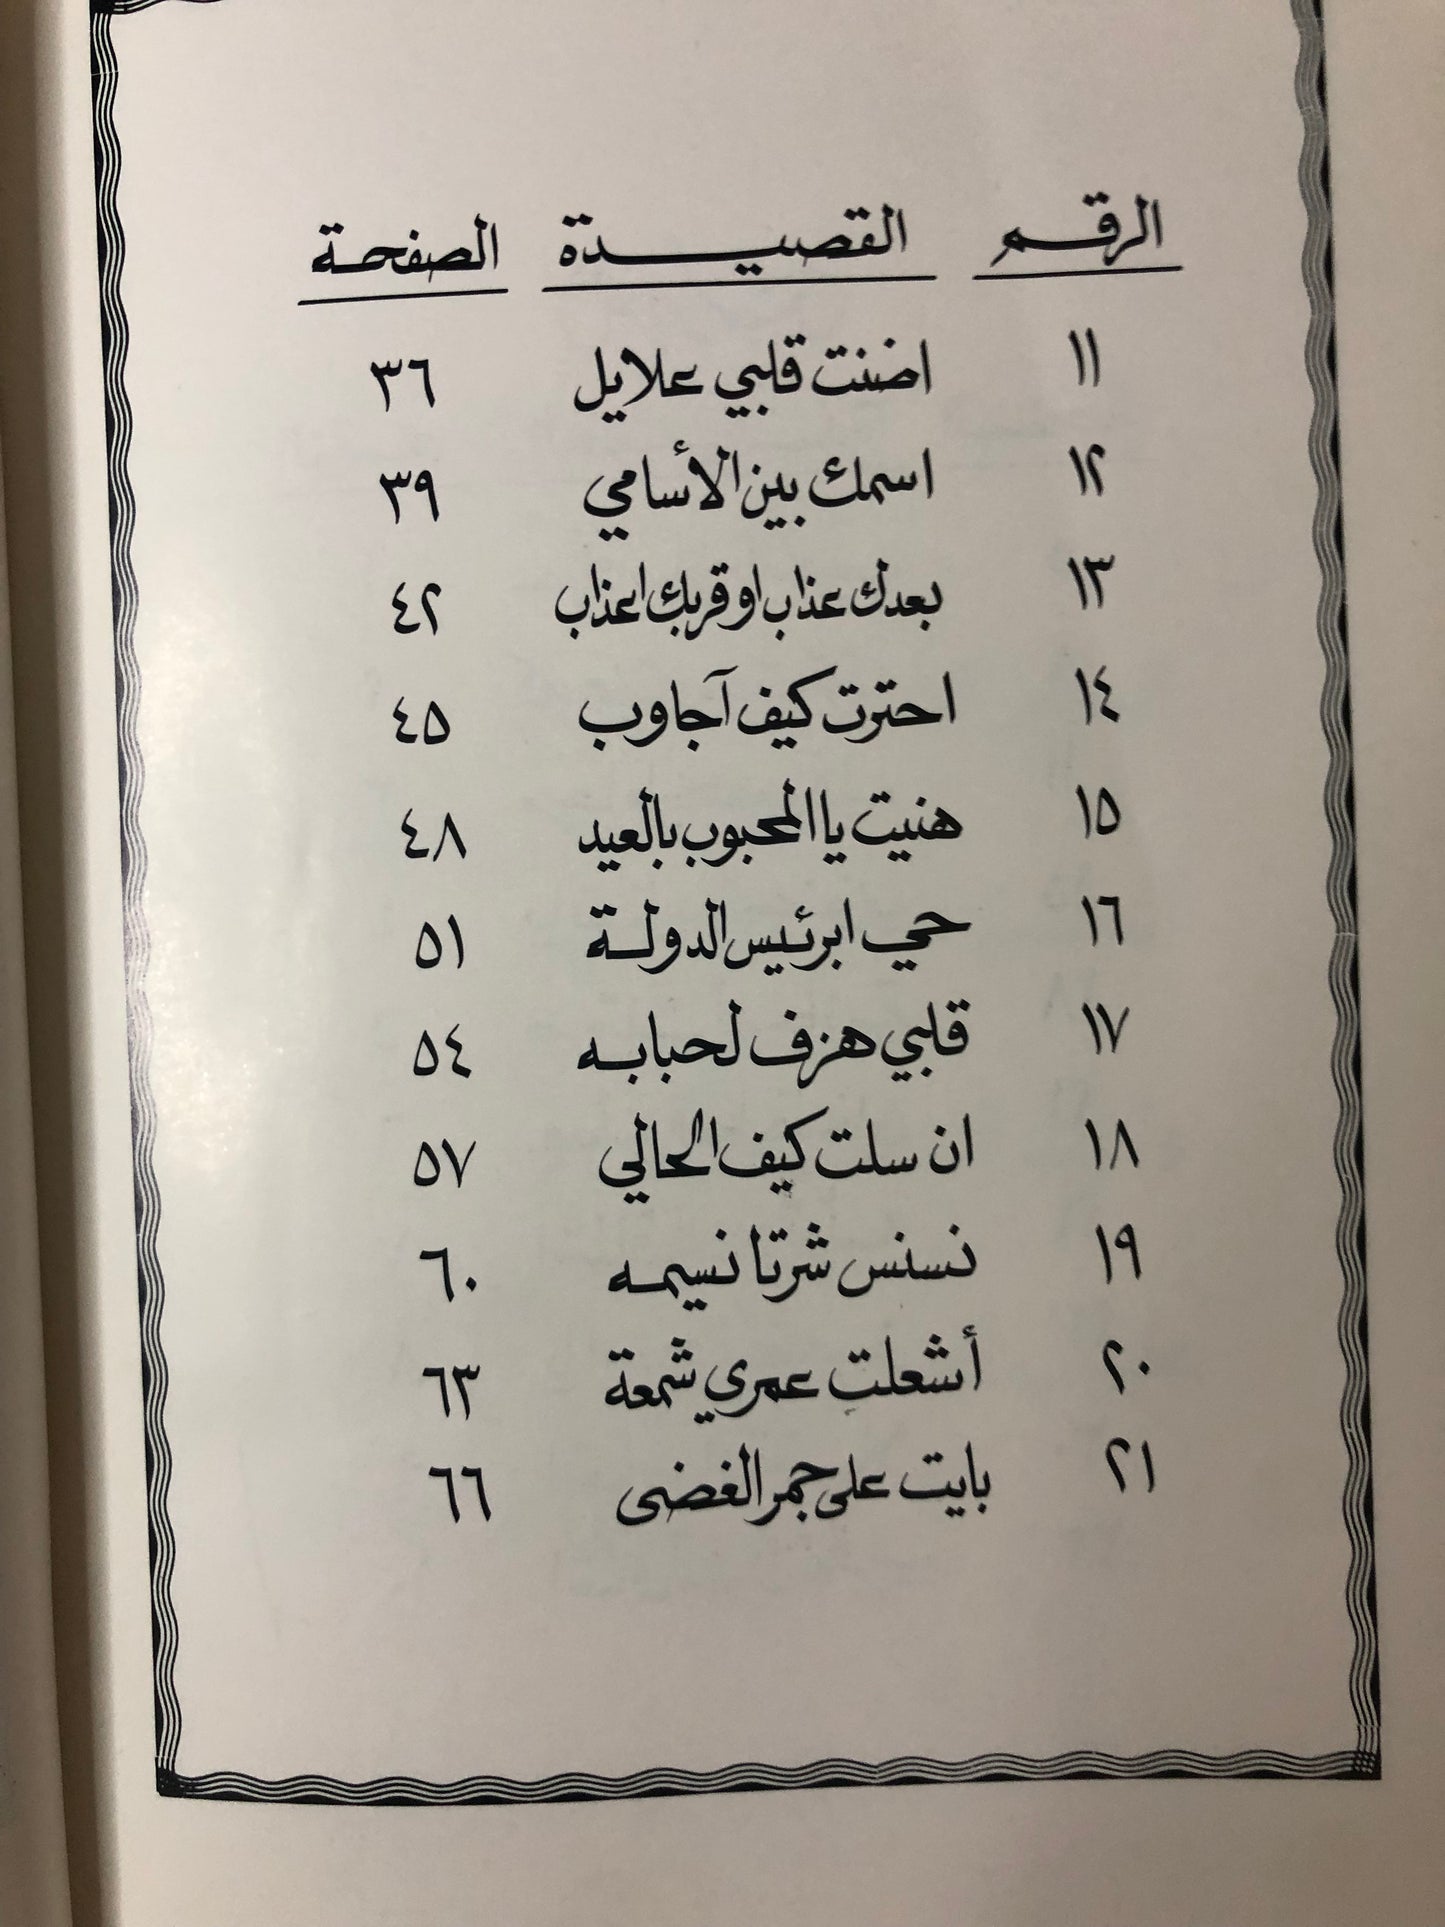 الرقم القصيدة الصفحة
١١ اضنت قلبي علايل ٣٦
١٢ اسمك بين الأسامي ٣٩
١٣ بعدك عذاب او قربك اعذاب ٤٢
١٤ احترت كيف آجاوب ٤٥
١٥ هنيت يا المحبوب بالعيد ٤٨
١٦ حي ابرئيس الدولة ٥١
١٧ قلبي هزف لحبابه ٥٤
١٨ ان سلت كيف الحالي ٥٧
١٩ نسنس شرتا نسيمه ٦٠
٢٠ أشعلت عمري شمعة ٦٣
٢١ بايت على جمر الغضى ٦٦